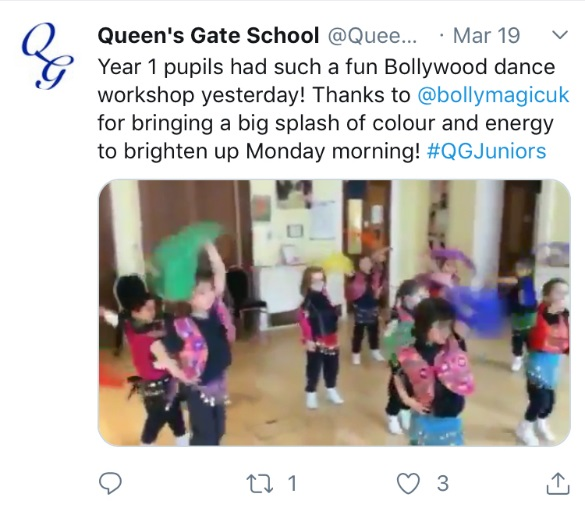 QG
Queen's Gate School @Quee... · Mar 19
Year 1 pupils had such a fun Bollywood dance
workshop yesterday! Thanks to @bollymagicuk
for bringing a big splash of colour and energy
to brighten up Monday morning! #QGJuniors
1 3